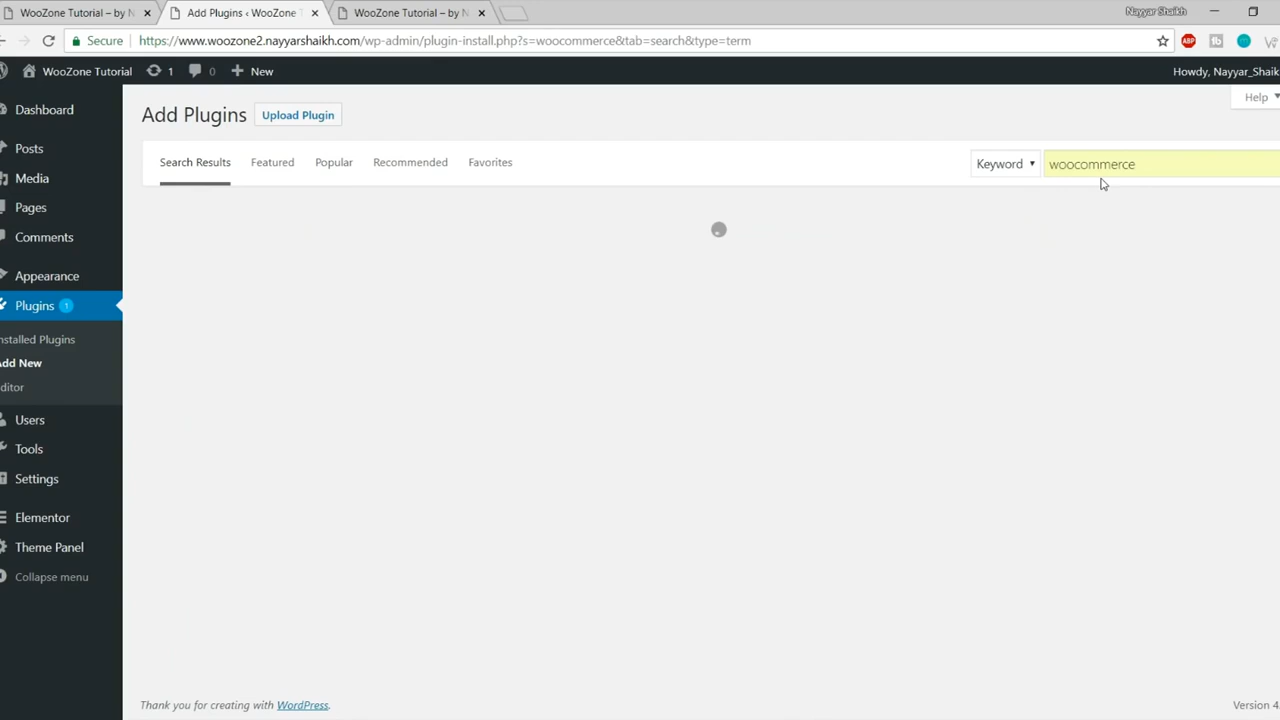 WooZone Tutorial – by N
Add Plugins ‹ WooZone T
WooZone Tutorial – by N
Nayyar Shaikh
Secure
https://www.woozone2.nayyarshaikh.com/wp-admin/plugin-install.php?s=woocommerce&tab=search&type=term
ABP
WooZone Tutorial
1
0
New
Howdy, Nayyar_Shaik
Help
Add Plugins
Upload Plugin
Search Results
Featured
Popular
Recommended
Favorites
Keyword
woocommerce
Dashboard
Posts
Media
Pages
Comments
Appearance
Plugins 1
nstalled Plugins
Add New
ditor
Users
Tools
Settings
Elementor
Theme Panel
Collapse menu
Thank you for creating with WordPress.
Version 4.